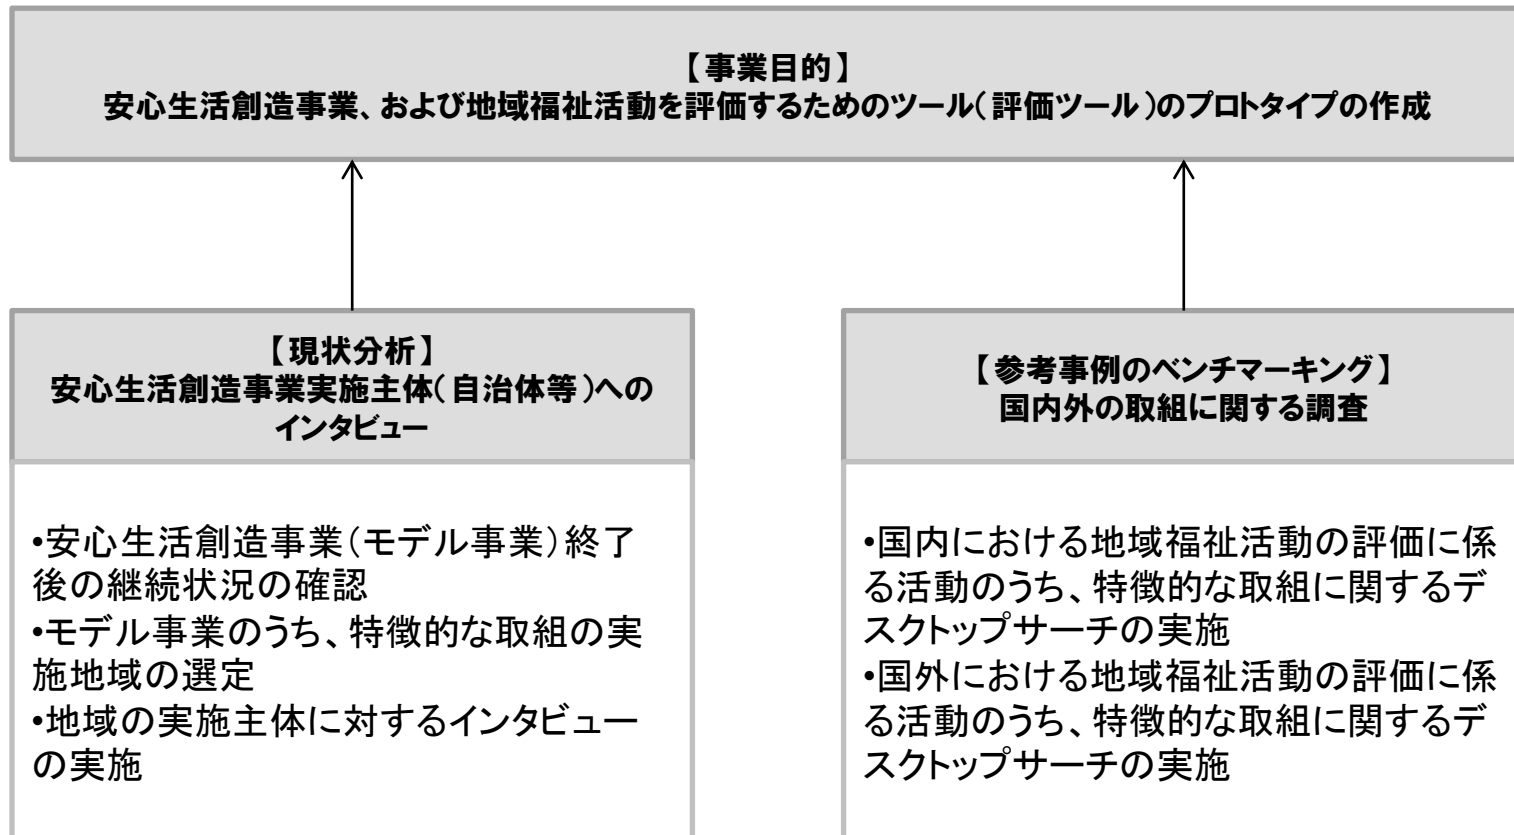 【事業目的】
安心生活創造事業、および地域福祉活動を評価するためのツール(評価ツール)のプロトタイプの作成
【現状分析】
安心生活創造事業実施主体(自治体等)への
インタビュー
•安心生活創造事業(モデル事業)終了
後の継続状況の確認
•モデル事業のうち、特徴的な取組の実
施地域の選定
•地域の実施主体に対するインタビュー
の実施
【参考事例のベンチマーキング】
国内外の取組に関する調査
•国内における地域福祉活動の評価に係
る活動のうち、特徴的な取組に関するデ
スクトップサーチの実施
•国外における地域福祉活動の評価に係
る活動のうち、特徴的な取組に関するデ
スクトップサーチの実施